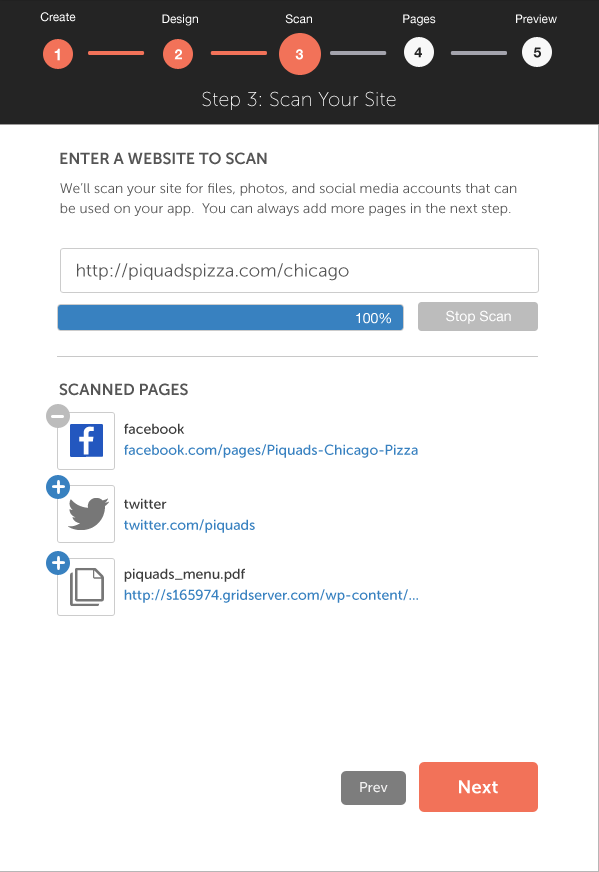 Create Design Scan Pages Preview
1 2 3 4 5
Step 3: Scan Your Site
ENTER A WEBSITE TO SCAN
We'll scan your site for files, photos, and social media accounts that can
be used on your app.  You can always add more pages in the next step.
http://piquadspizza.com/chicago
100% Stop Scan
SCANNED PAGES
facebook
facebook.com/pages/Piquads-Chicago-Pizza
twitter
twitter.com/piquads
piquads_menu.pdf
http://s165974.gridserver.com/wp-content/...
Prev Next